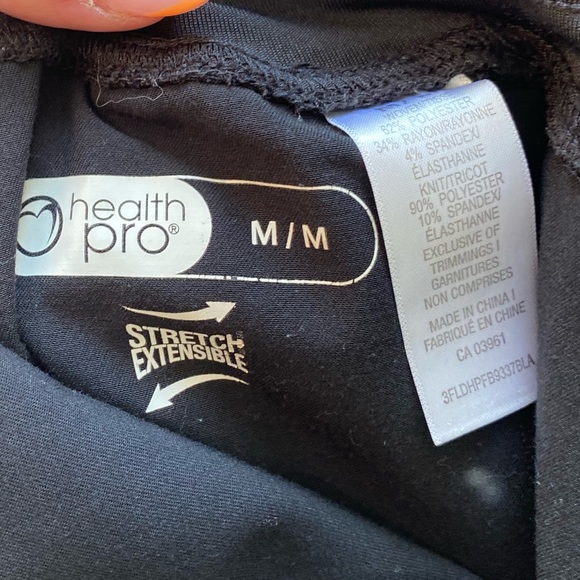 health
pro®
M / M
STRETCH
EXTENSIBLE
62% POLYESTER
34% RAYON/RAYONNE
4% SPANDEX/
ÉLASTHANNE
KNIT/TRICOT
90% POLYESTER
10% SPANDEX/
ÉLASTHANNE
EXCLUSIVE OF
TRIMMINGS I
GARNITURES
NON COMPRISES
MADE IN CHINA I
FABRIQUÉ EN CHINE
CA 03961
3FLDHPFB9337BLA